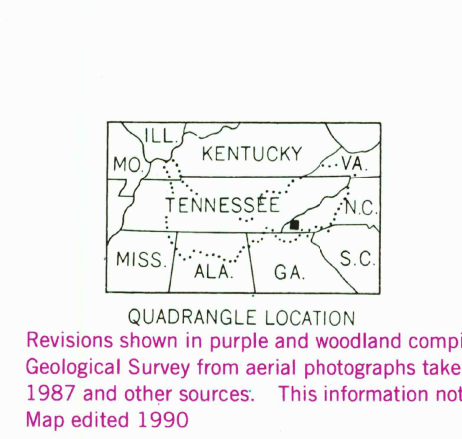 ILL.
MO.
KENTUCKY
VA.
TENNESSEE
N.C.
MISS.
ALA.
GA.
S.C.
QUADRANGLE LOCATION
Revisions shown in purple and woodland compi
Geological Survey from aerial photographs take
1987 and other sources. This information not
Map edited 1990